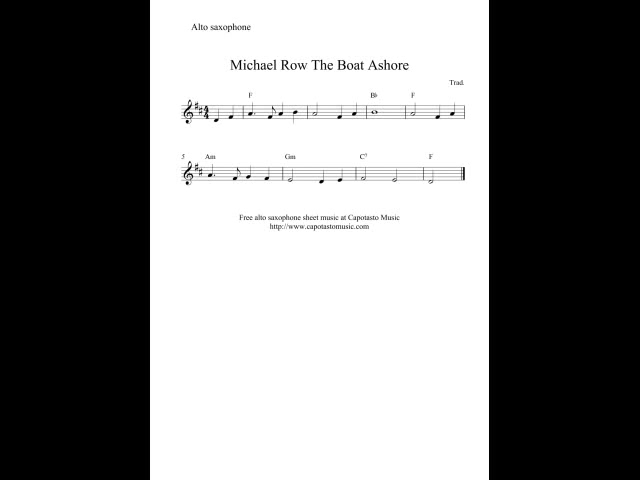 Alto saxophone
Michael Row The Boat Ashore
Trad.
F B♭ F
5 Am Gm C7 F
Free alto saxophone sheet music at Capotasto Music
http://www.capotastomusic.com